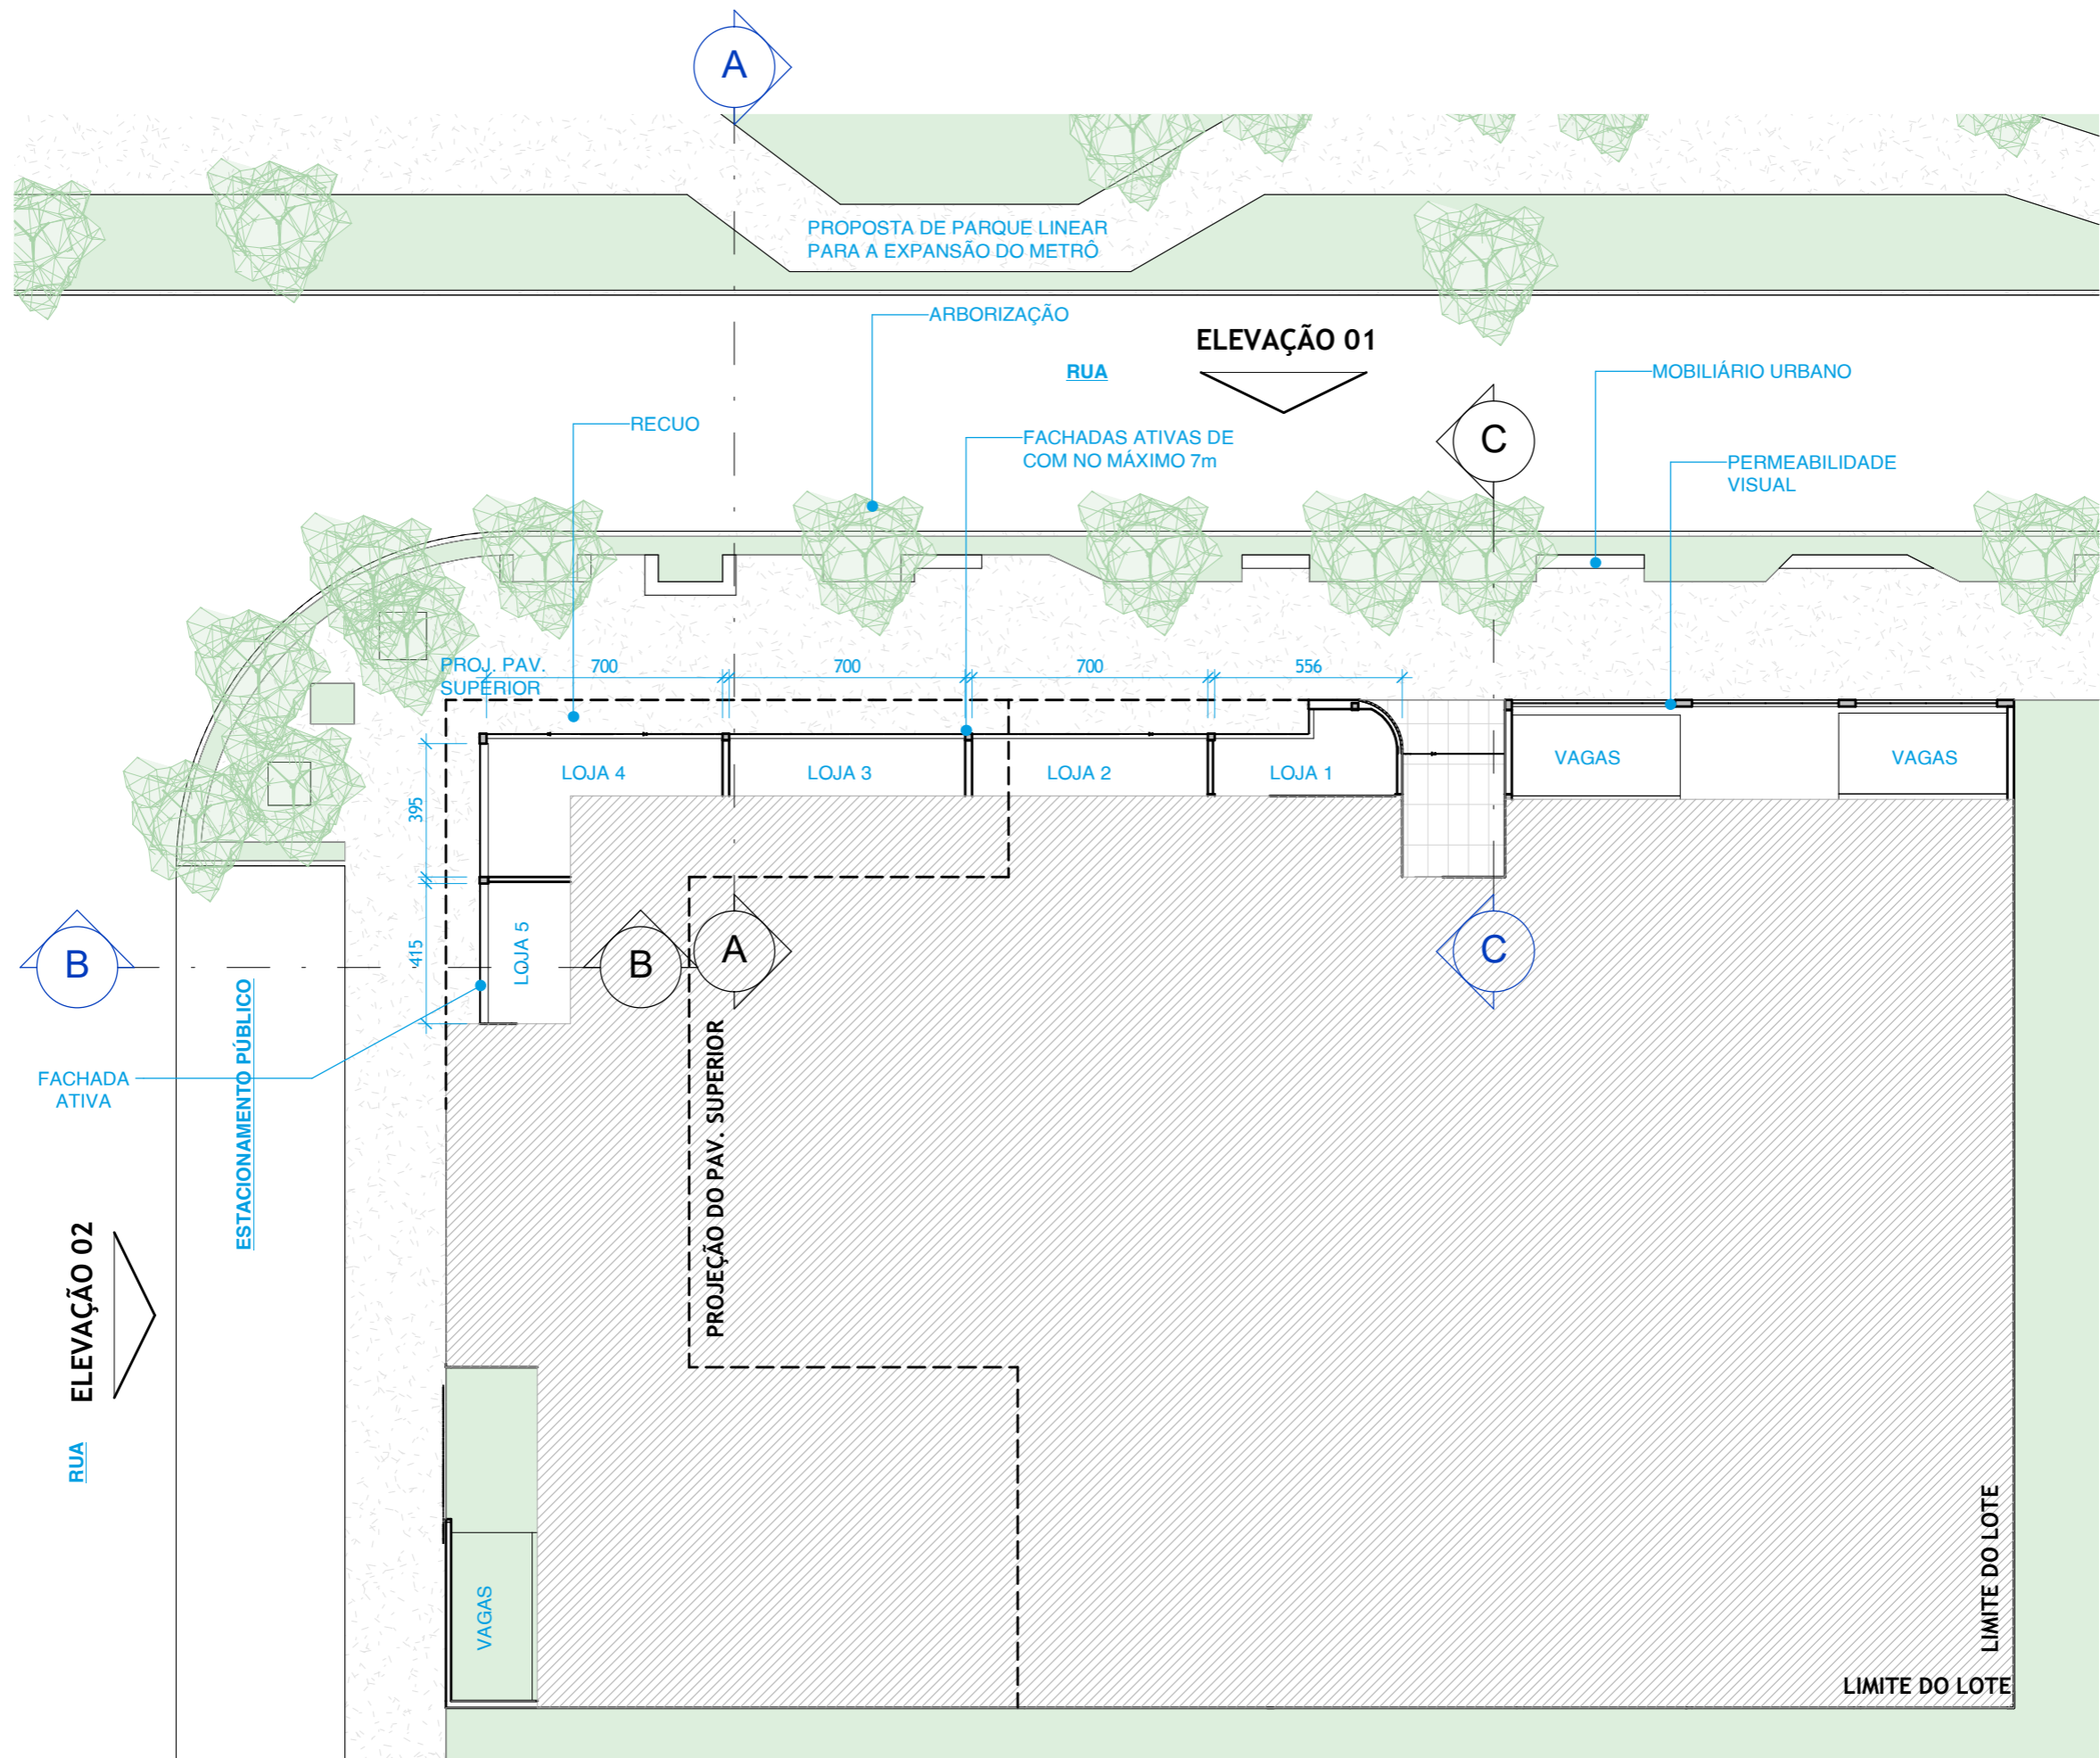 A
PROPOSTA DE PARQUE LINEAR
PARA A EXPANSÃO DO METRÔ
ARBORIZAÇÃO
ELEVAÇÃO 01
RUA
MOBILIÁRIO URBANO
RECUO
FACHADAS ATIVAS DE
COM NO MÁXIMO 7m
C
PERMEABILIDADE
VISUAL
PROJ. PAV.
SUPERIOR
700
700
700
556
LOJA 4
LOJA 3
LOJA 2
LOJA 1
VAGAS
VAGAS
395
415
LOJA 5
B
B
A
C
ESTACIONAMENTO PÚBLICO
FACHADA
ATIVA
PROJEÇÃO DO PAV. SUPERIOR
ELEVAÇÃO 02
RUA
VAGAS
LIMITE DO LOTE
LIMITE DO LOTE